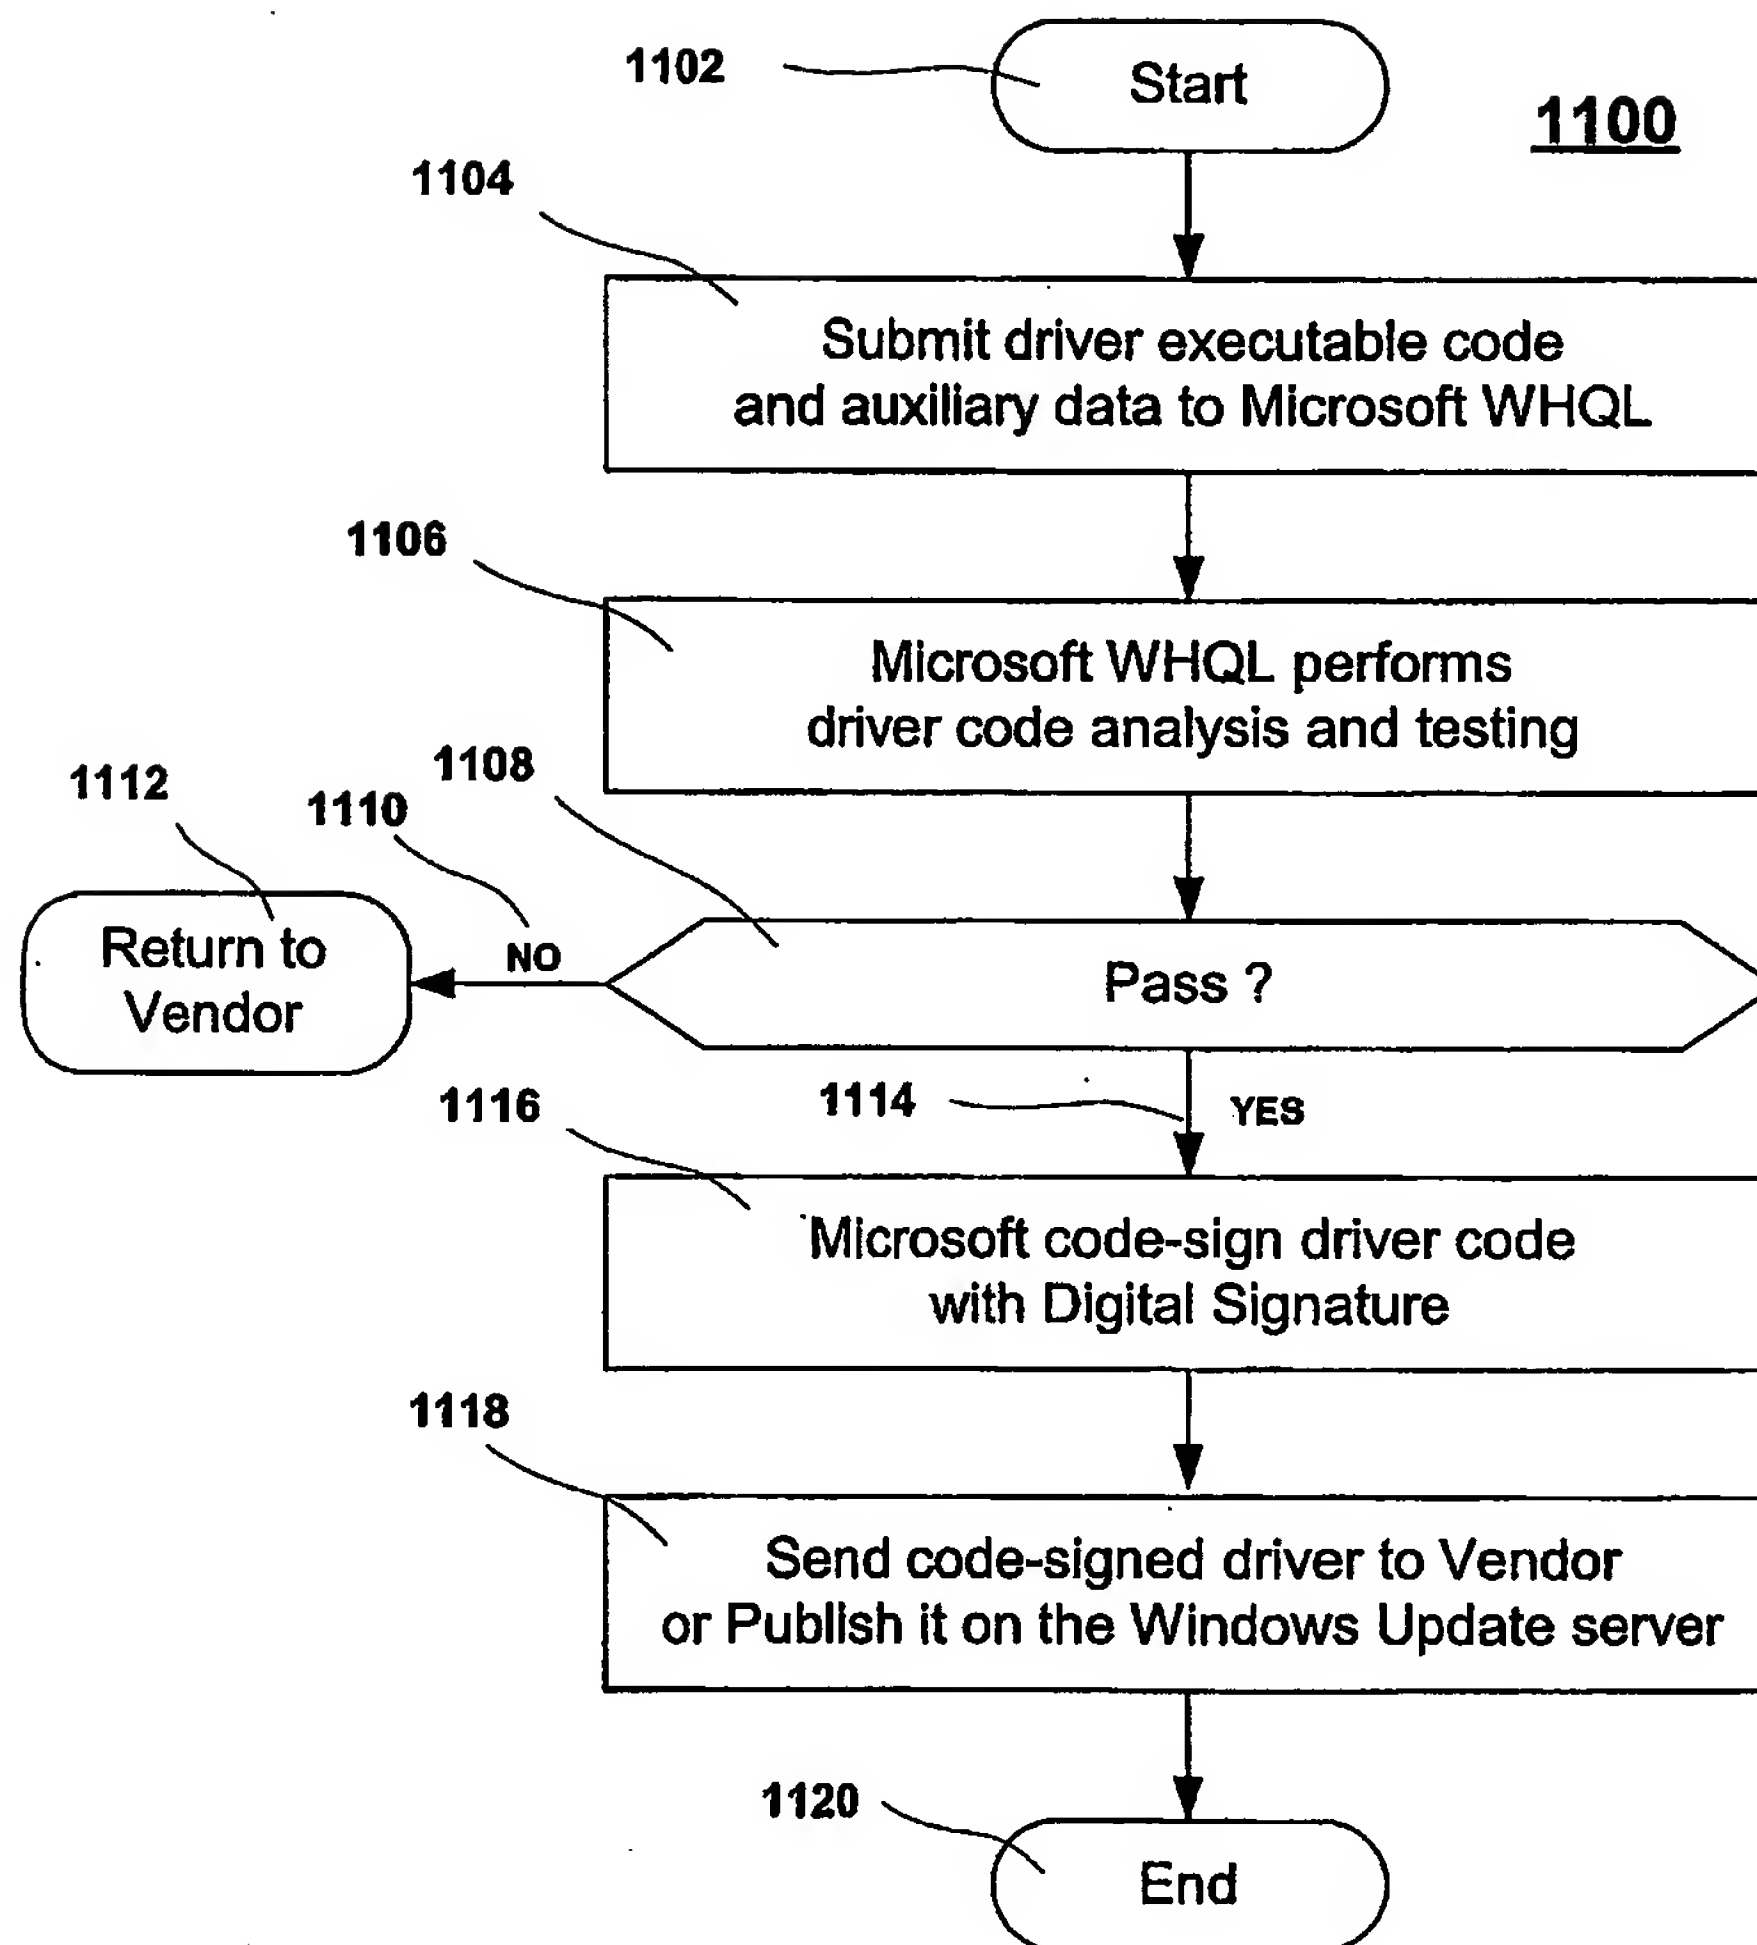 1102
Start
1100
1104
Submit driver executable code
and auxiliary data to Microsoft WHQL
1106
Microsoft WHQL performs
driver code analysis and testing
1108
1112
1110
Return to
Vendor
NO
Pass ?
1116
1114
YES
Microsoft code-sign driver code
with Digital Signature
1118
Send code-signed driver to Vendor
or Publish it on the Windows Update server
1120
End